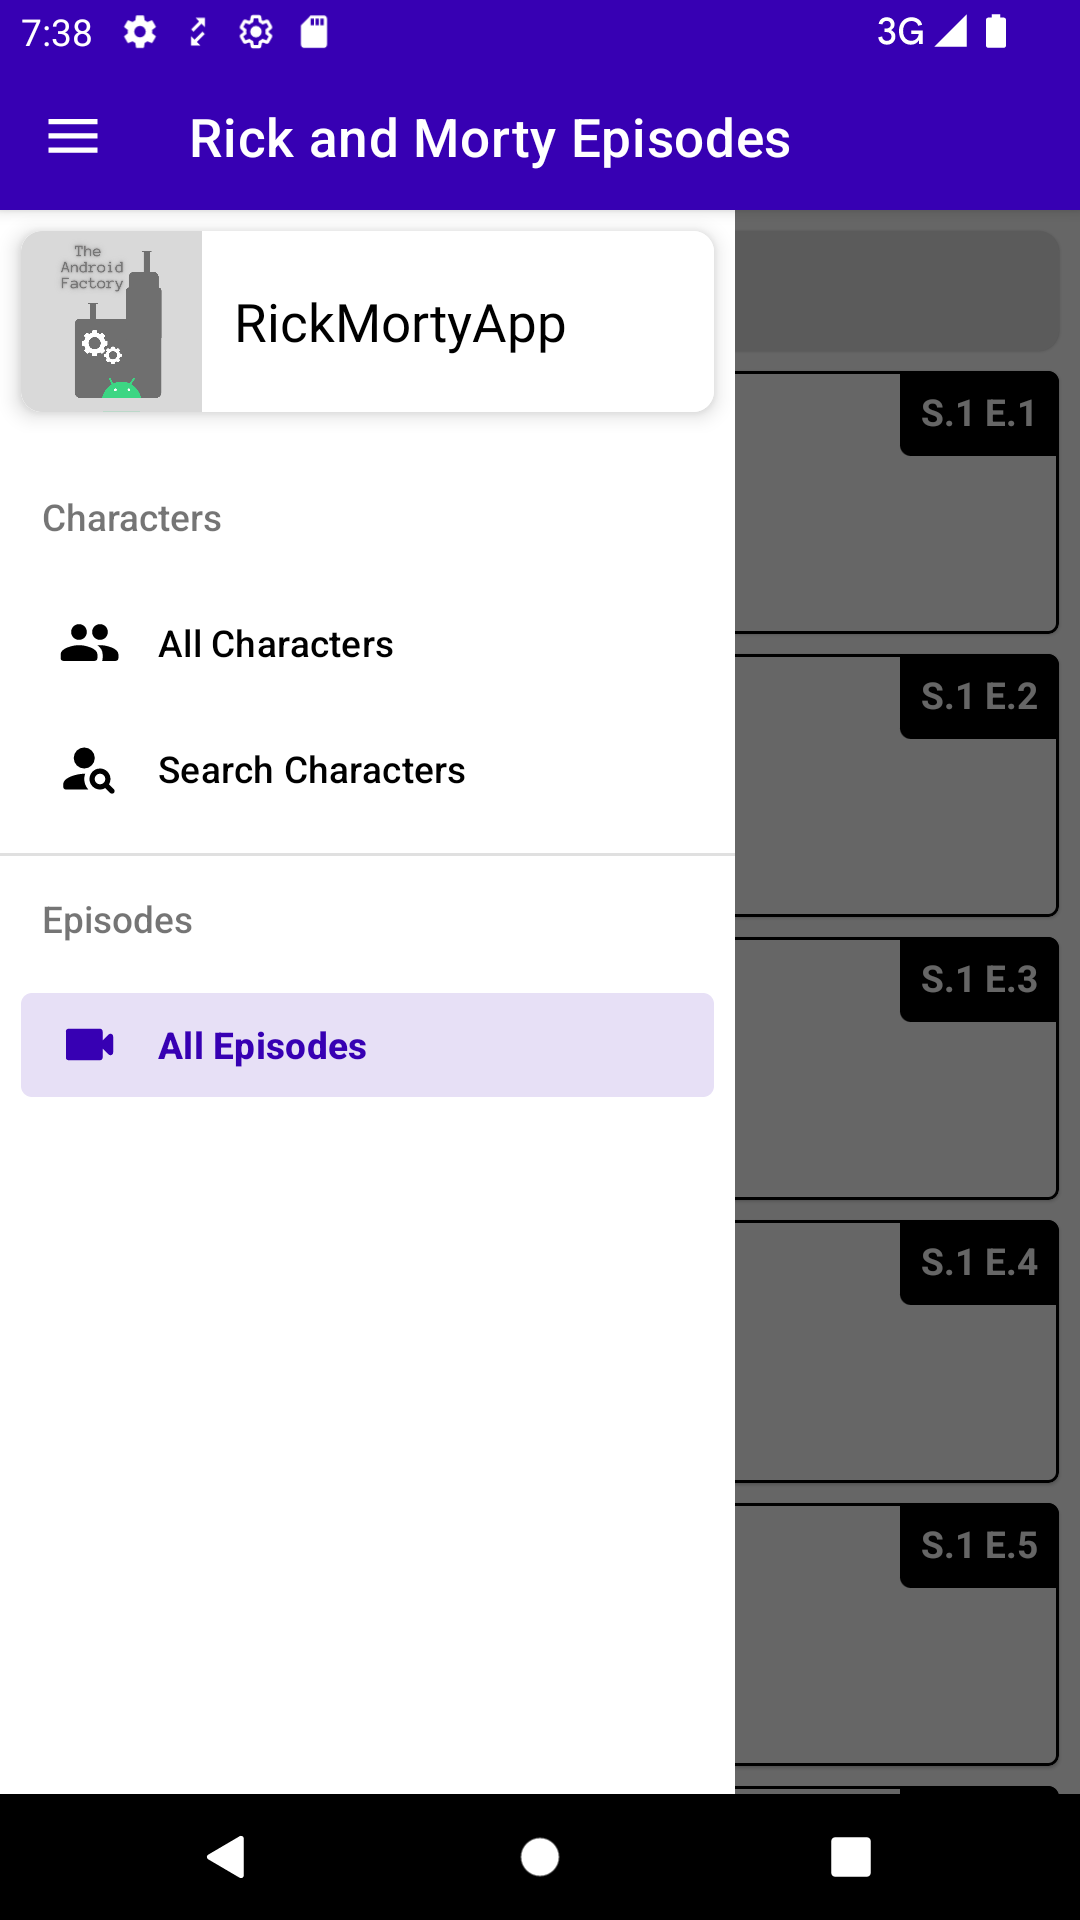 7:38
3G
Rick and Morty Episodes
The
Android
Factory
RickMortyApp
Characters
All Characters
Search Characters
Episodes
All Episodes
S.1 E.1
S.1 E.2
S.1 E.3
S.1 E.4
S.1 E.5